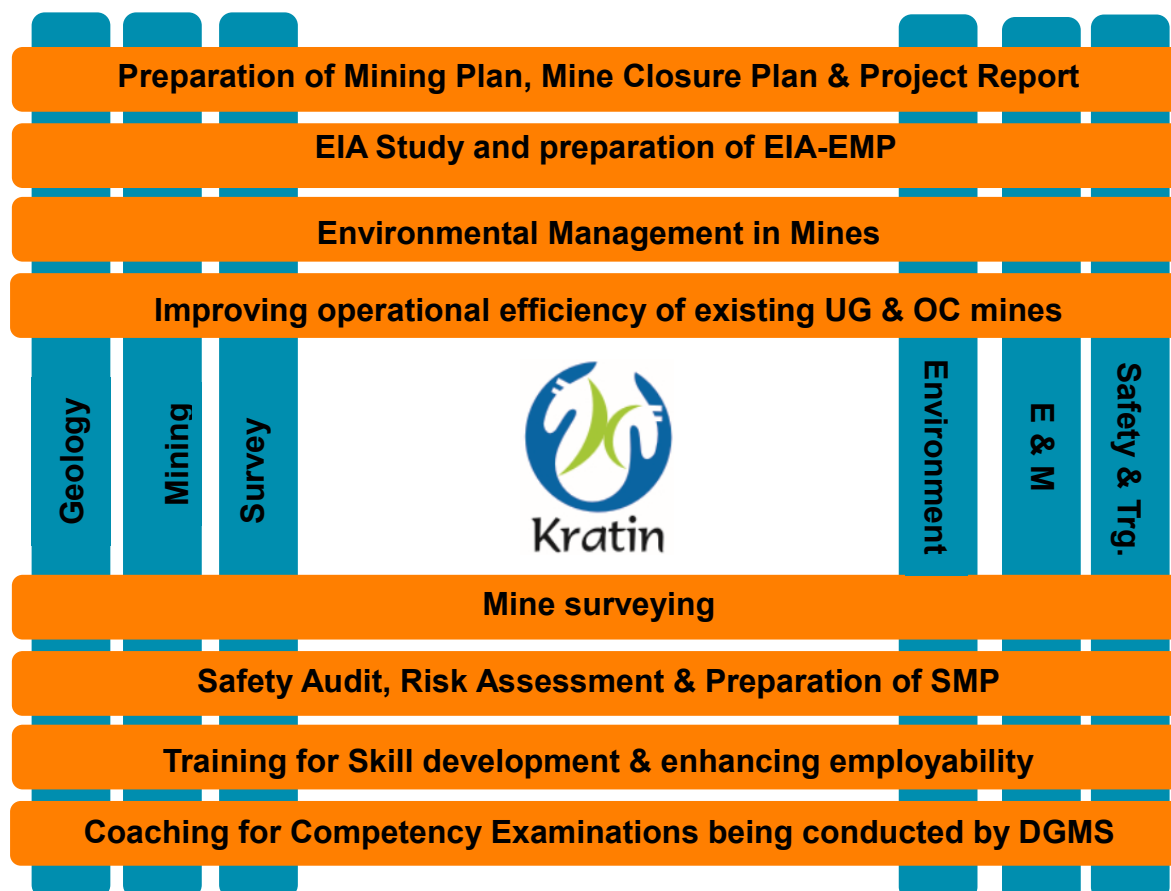 Preparation of Mining Plan, Mine Closure Plan & Project Report
EIA Study and preparation of EIA-EMP
Environmental Management in Mines
Improving operational efficiency of existing UG & OC mines
Geology
Mining
Survey
Kratin
Environment
E & M
Safety & Trg.
Mine surveying
Safety Audit, Risk Assessment & Preparation of SMP
Training for Skill development & enhancing employability
Coaching for Competency Examinations being conducted by DGMS